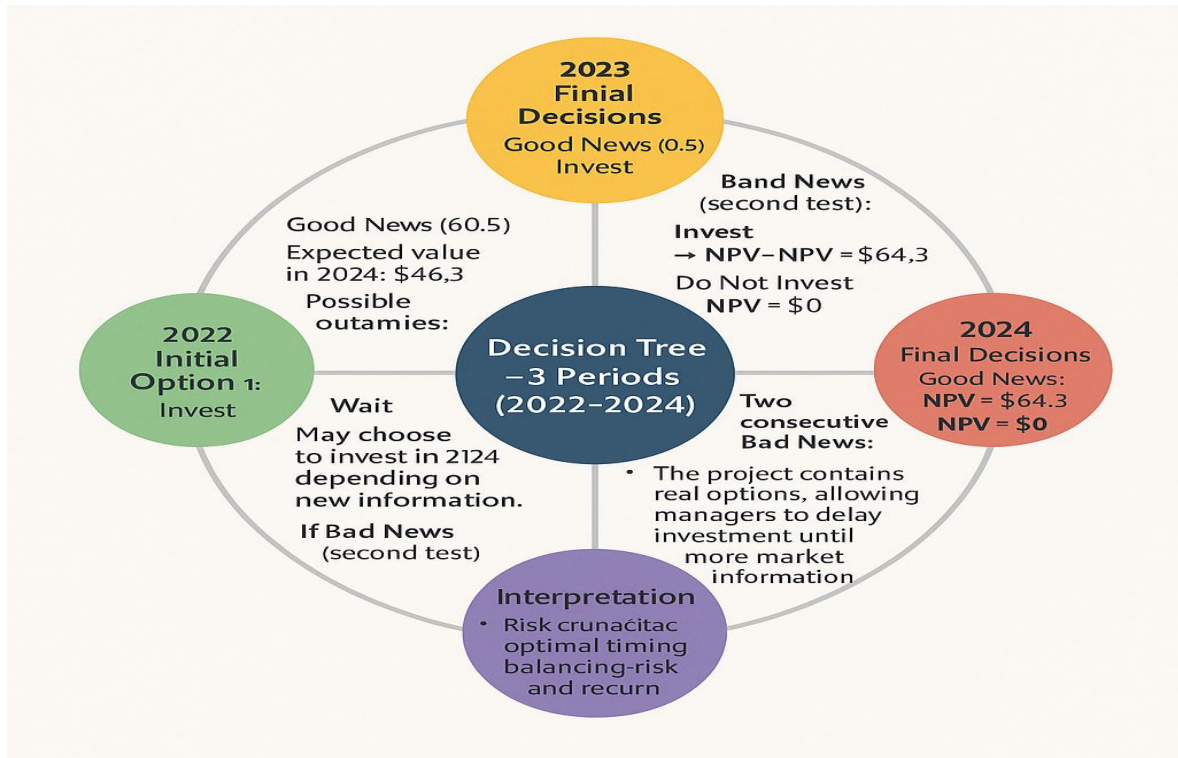 2023
Finial
Decisions
Good News (0.5)
Invest
Good News (60.5)
Expected value
in 2024: $46,3
Possible
outamies:
Band News
(second test):
Invest
→ NPV–NPV = $64,3
Do Not Invest
NPV = $0
2022
Initial
Option 1:
Invest
Decision Tree
–3 Periods
(2022–2024)
2024
Final Decisions
Good News:
NPV = $64.3
NPV = $0
Wait
May choose
to invest in 2124
depending on
new information.
If Bad News
(second test)
Two
consecutive
Bad News:
• The project contains
real options, allowing
managers to delay
investment until
more market
information
Interpretation
• Risk crunaćitac
optimal timing
balancing-risk
and recurn